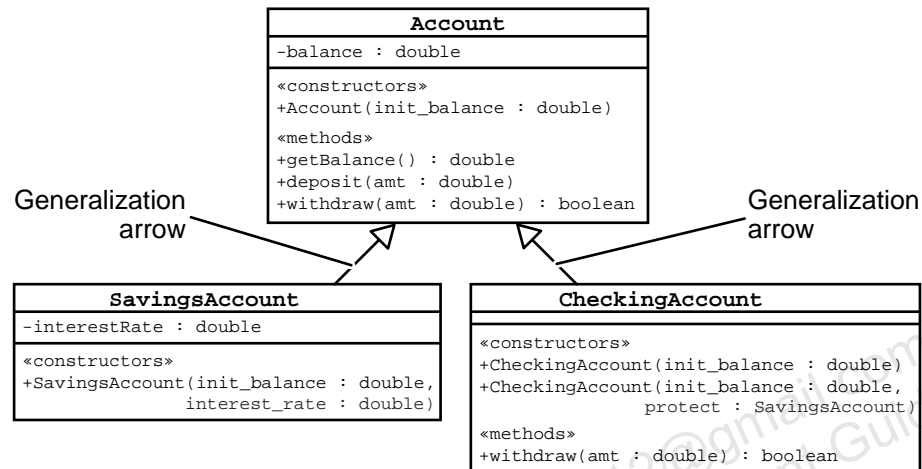 Account
-balance : double
«constructors»
+Account(init_balance : double)
«methods»
+getBalance() : double
+deposit(amt : double)
+withdraw(amt : double) : boolean
Generalization
arrow
Generalization
arrow
SavingsAccount
-interestRate : double
«constructors»
+SavingsAccount(init_balance : double,
interest_rate : double)
CheckingAccount
«constructors»
+CheckingAccount(init_balance : double)
+CheckingAccount(init_balance : double,
protect : SavingsAccount)
«methods»
+withdraw(amt : double) : boolean
@gmail.com